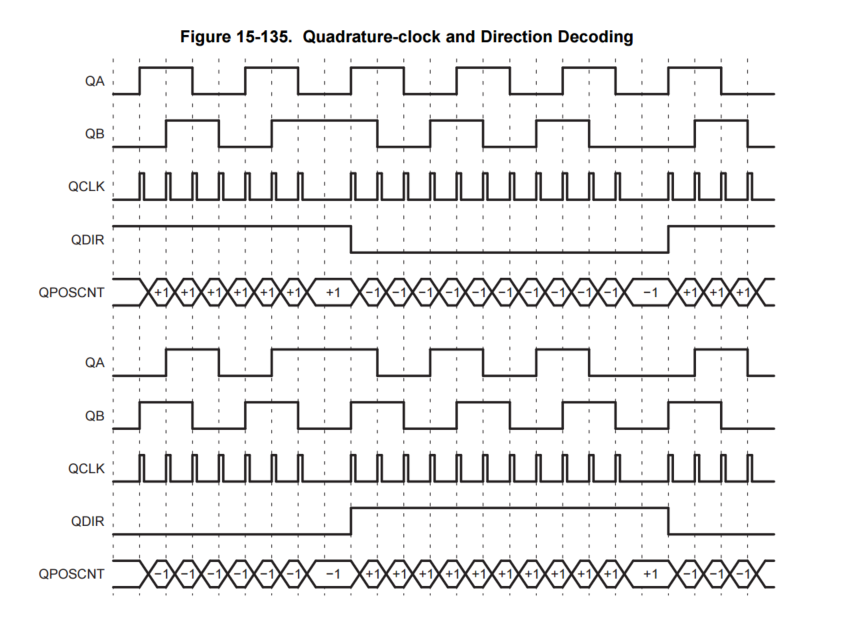 Figure 15-135. Quadrature-clock and Direction Decoding
QA
QB
QCLK
QDIR
QPOSCNT +1 +1 +1 +1 +1 +1 +1 −1 −1 −1 −1 −1 −1 −1 −1 −1 −1 −1 +1 +1 +1
QA
QB
QCLK
QDIR
QPOSCNT −1 −1 −1 −1 −1 −1 −1 +1 +1 +1 +1 +1 +1 +1 +1 +1 +1 +1 −1 −1 −1